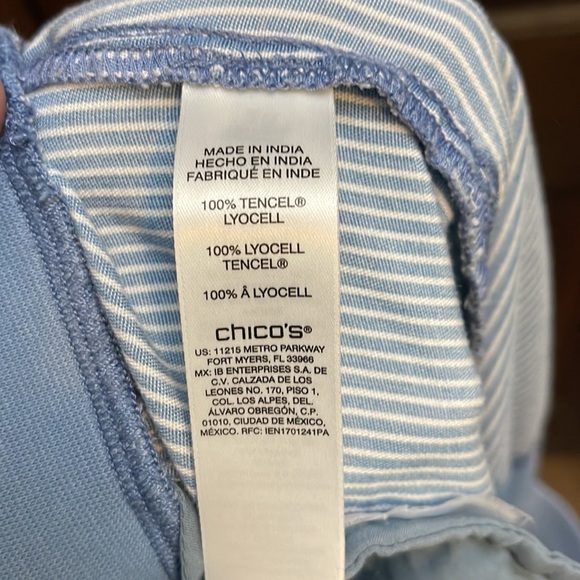 MADE IN INDIA
HECHO EN INDIA
FABRIQUÉ EN INDE
100% TENCEL®
LYOCELL
100% LYOCELL
TENCEL®
100% Â LYOCELL
chico's®
US: 11215 METRO PARKWAY
FORT MYERS, FL 33966
MX: IB ENTERPRISES S.A. DE
C.V. CALZADA DE LOS
LEONES NO. 170, PISO 1,
COL. LOS ALPES, DEL.
ÁLVARO OBREGÓN, C.P.
01010, CIUDAD DE MÉXICO,
MÉXICO. RFC: IEN1701241PA